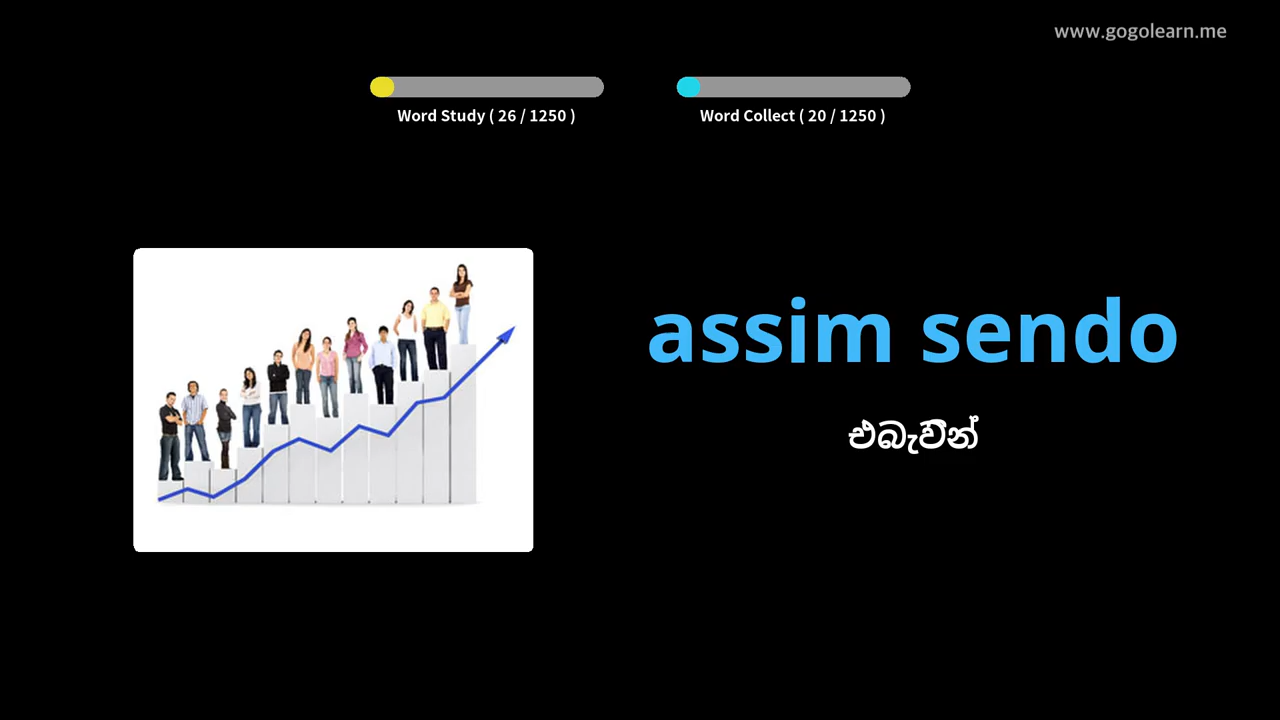 www.gogolearn.me
Word Study ( 26 / 1250 )
Word Collect ( 20 / 1250 )
assim sendo
එබැවින්